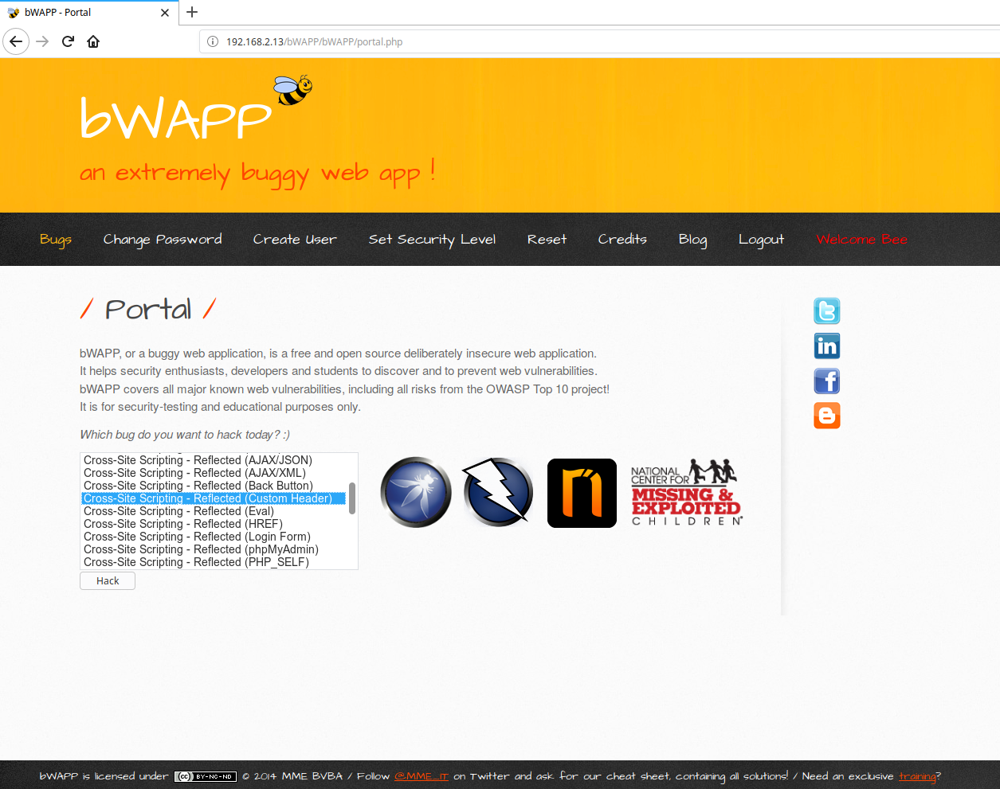 bWAPP - Portal
192.168.2.13/bWAPP/bWAPP/portal.php
bWAPP
an extremely buggy web app !
Bugs Change Password Create User Set Security Level Reset Credits Blog Logout Welcome Bee
/ Portal /
bWAPP, or a buggy web application, is a free and open source deliberately insecure web application.
It helps security enthusiasts, developers and students to discover and to prevent web vulnerabilities.
bWAPP covers all major known web vulnerabilities, including all risks from the OWASP Top 10 project!
It is for security-testing and educational purposes only.
Which bug do you want to hack today? :)
Cross-Site Scripting - Reflected (AJAX/JSON)
Cross-Site Scripting - Reflected (AJAX/XML)
Cross-Site Scripting - Reflected (Back Button)
Cross-Site Scripting - Reflected (Custom Header)
Cross-Site Scripting - Reflected (Eval)
Cross-Site Scripting - Reflected (HREF)
Cross-Site Scripting - Reflected (Login Form)
Cross-Site Scripting - Reflected (phpMyAdmin)
Cross-Site Scripting - Reflected (PHP_SELF)
Hack
NATIONAL
CENTER FOR
MISSING &
EXPLOITED
CHILDREN®
t
in
f
B
n
bWAPP is licensed under (cc) BY-NC-ND © 2014 MME BVBA / Follow @MME_IT on Twitter and ask for our cheat sheet, containing all solutions! / Need an exclusive training?